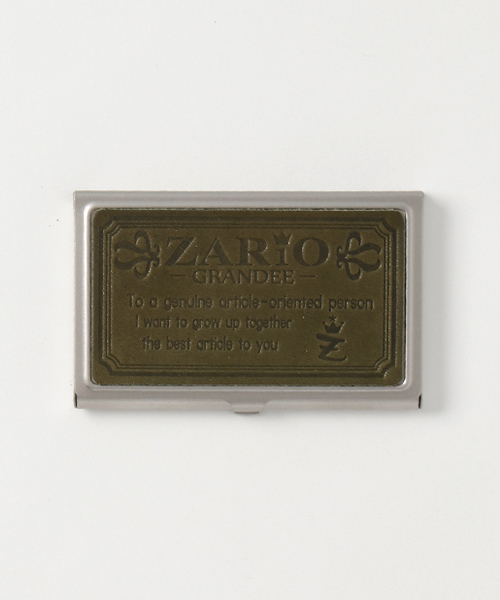 ZARiO
GRANDEE
To a genuine article-oriented person
I want to grow up together
the best article to you
Z